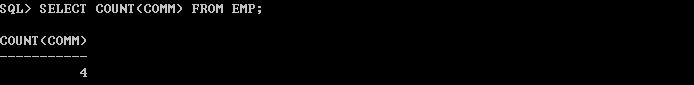 SQL> SELECT COUNT(COMM) FROM EMP;
COUNT(COMM)
-----------
4